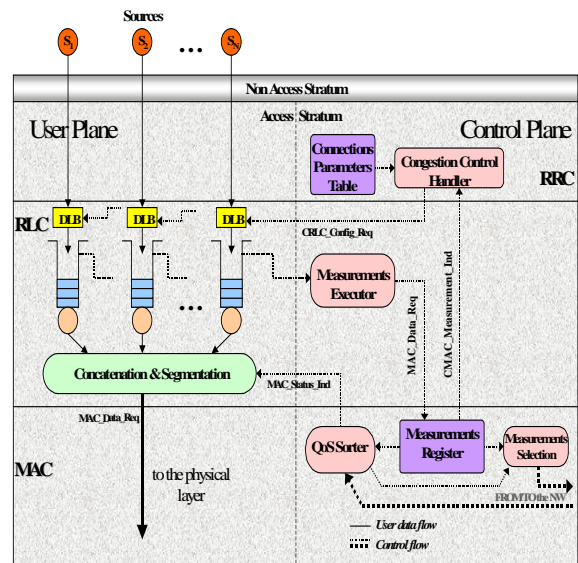 Sources
S1
S2
...
SN
Non Access Stratum
Access Stratum
User Plane
Control Plane
Connections
Parameters
Table
Congestion Control
Handler
RRC
RLC
DLB
DLB
DLB
CRLC_Config_Req
Measurements
Executor
MAC_Data_Req
CMAC_Measurement_Ind
...
Concatenation & Segmentation
MAC_Status_Ind
MAC_Data_Req
MAC
QoS Sorter
Measurements
Register
Measurements
Selection
to the physical
layer
FROM/TO the NW
User data flow
Control flow